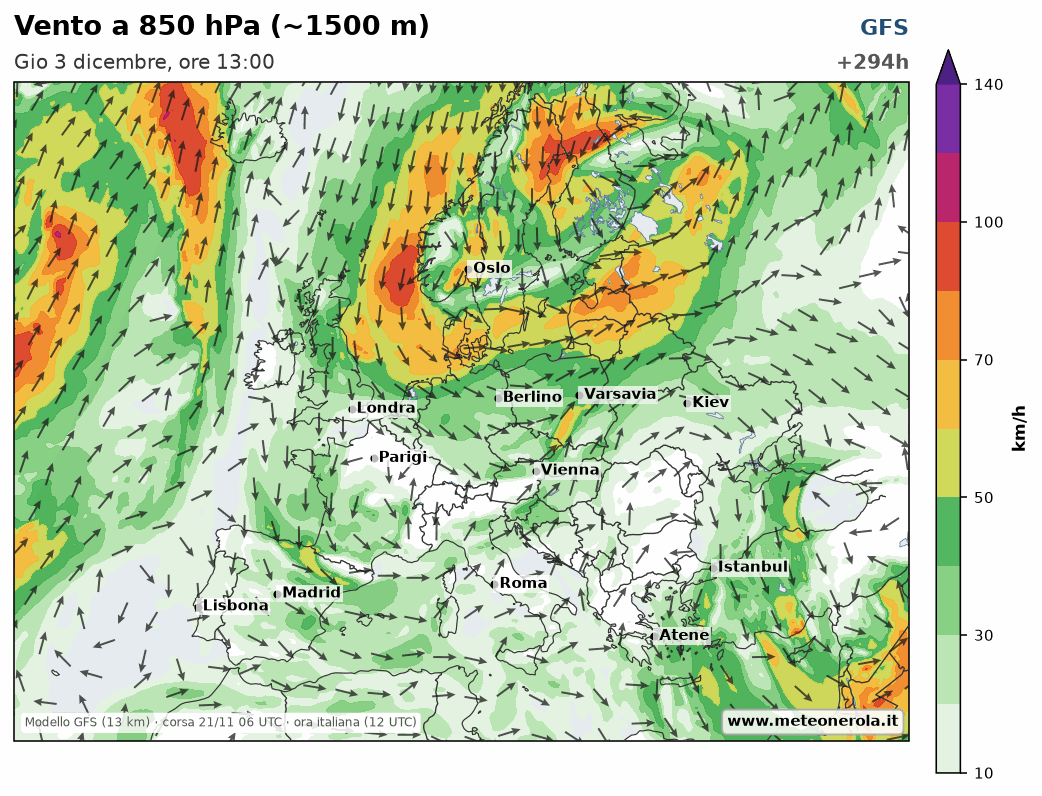 Vento a 850 hPa (~1500 m)
GFS
Gio 3 dicembre, ore 13:00
+294h
140
100
70
50
30
10
km/h
Oslo
Berlino
Varsavia
Kiev
Londra
Parigi
Vienna
Istanbul
Roma
Madrid
Lisbona
Atene
Modello GFS (13 km) · corsa 21/11 06 UTC · ora italiana (12 UTC)
www.meteonerola.it